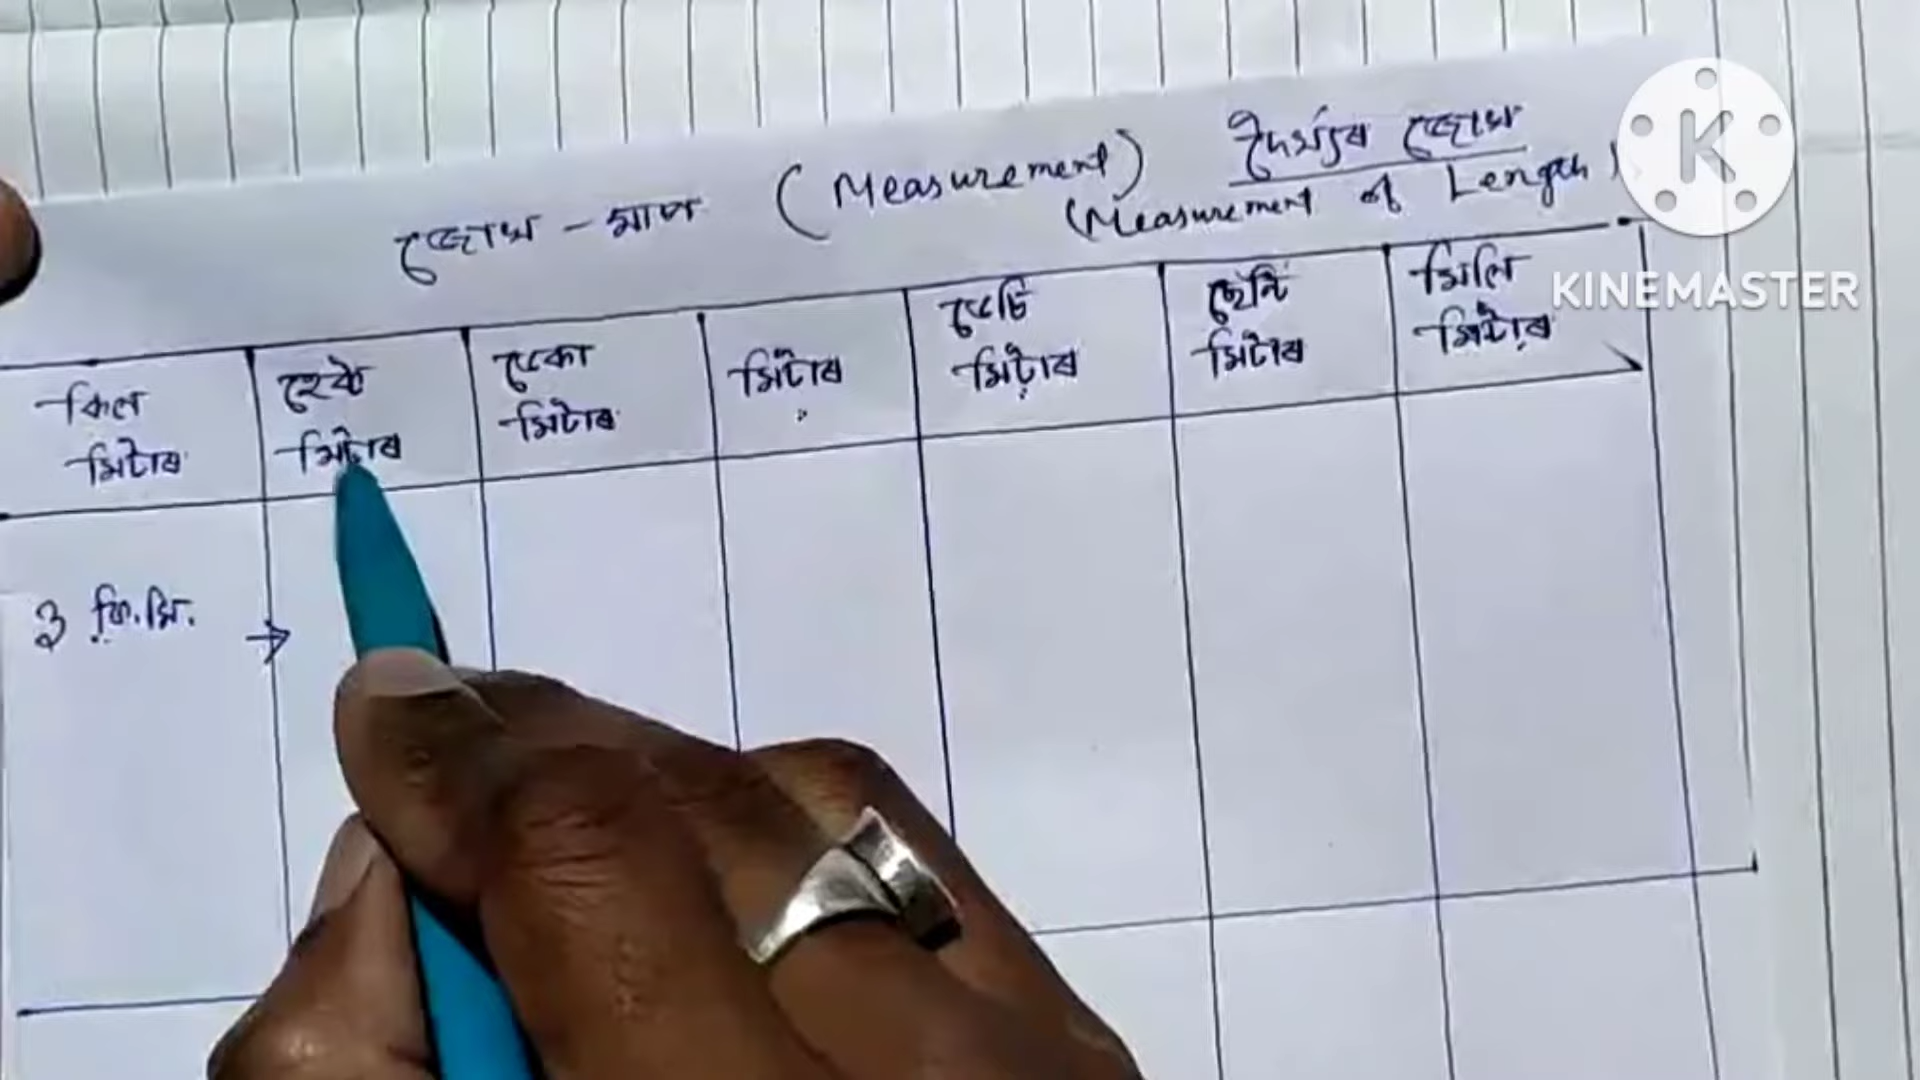 জোখ - মাপ (Measurement) দৈৰ্ঘ্যৰ জোখ
(Measurement of Length)
KINEMASTER
কিল মিটাৰ
হেক্টৌ মিটাৰ
ডেকা মিটাৰ
মিটাৰ
ডেচি মিটাৰ
ছেন্টি মিটাৰ
মিলি মিটাৰ
3 কি.মি. →